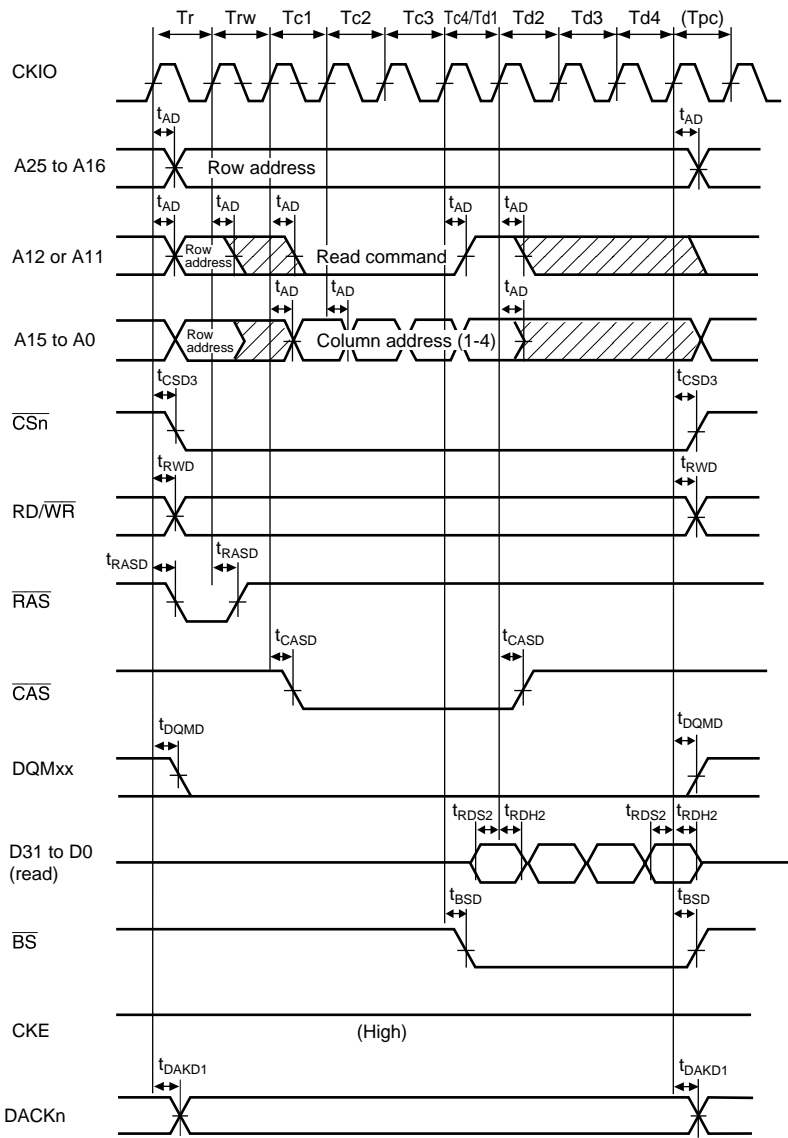 Tr Trw Tc1 Tc2 Tc3 Tc4/Td1 Td2 Td3 Td4 (Tpc)
CKIO
tAD tAD
A25 to A16 Row address
tAD tAD tAD tAD tAD
A12 or A11 Row address Read command
tAD tAD tAD
A15 to A0 Row address Column address (1-4)
tCSD3 tCSD3
CSn
tRWD tRWD
RD/WR
tRASD tRASD
RAS
tCASD tCASD
CAS
tDQMD tDQMD
DQMxx
tRDS2 tRDH2 tRDS2 tRDH2
D31 to D0
(read)
tBSD tBSD
BS
CKE (High)
tDAKD1 tDAKD1
DACKn